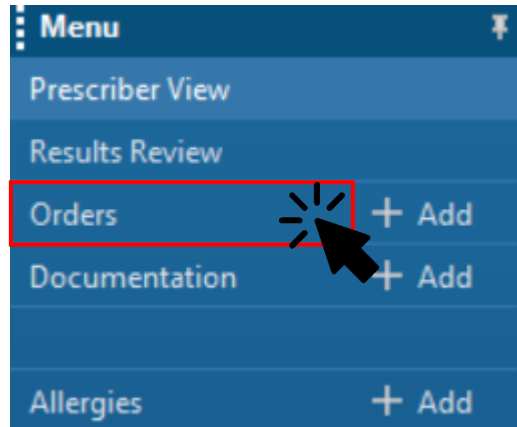 Menu
Prescriber View
Results Review
Orders + Add
Documentation + Add
Allergies + Add